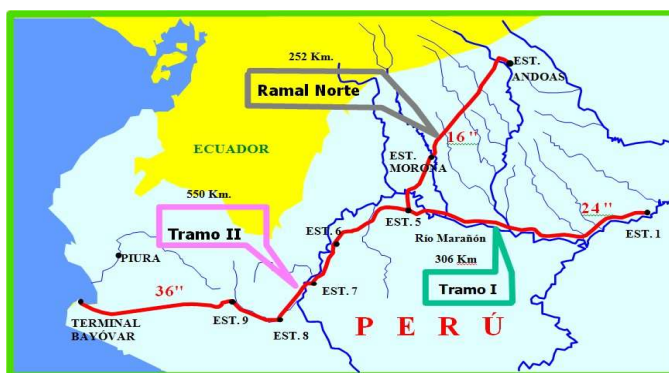 252 Km.
EST.
ANDOAS
Ramal Norte
16"
ECUADOR
EST.
MORONA
550 Km.
24"
EST. 1
EST. 6
EST. 5
Tramo II
Río Marañón
306 Km
PIURA
EST. 7
Tramo I
36"
TERMINAL
BAYÓVAR
EST. 9
EST. 8
PERÚ